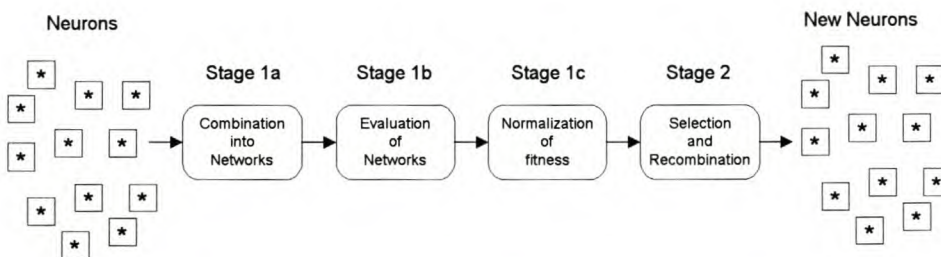 Neurons
New Neurons
Stage 1a
Stage 1b
Stage 1c
Stage 2
Combination
into
Networks
Evaluation
of
Networks
Normalization
of
fitness
Selection
and
Recombination
* * * * * * * * * * * *
* * * * * * * * * * * *